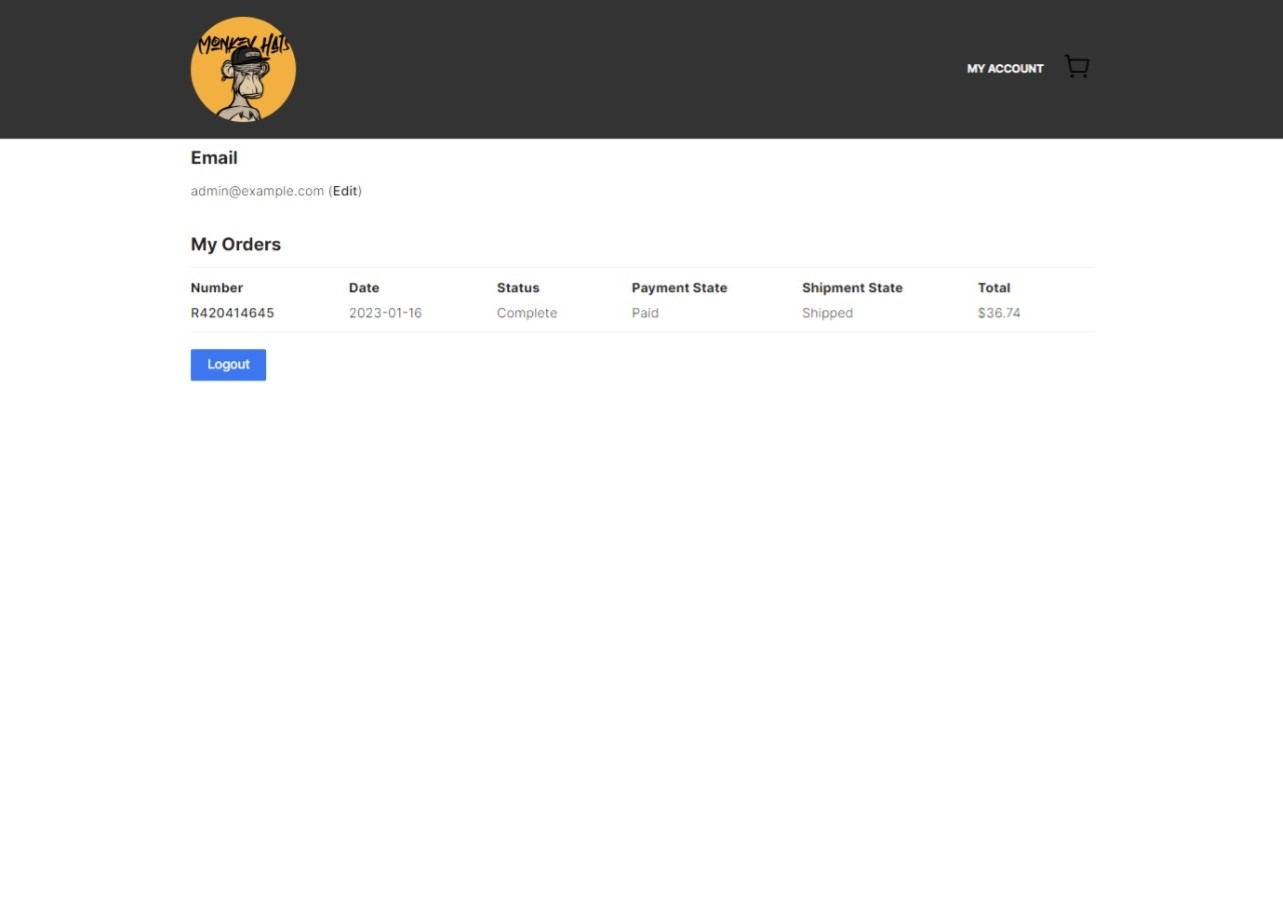 MONKEY HATS
MY ACCOUNT
Email
admin@example.com (Edit)
My Orders
Number Date Status Payment State Shipment State Total
R420414645 2023-01-16 Complete Paid Shipped $36.74
Logout